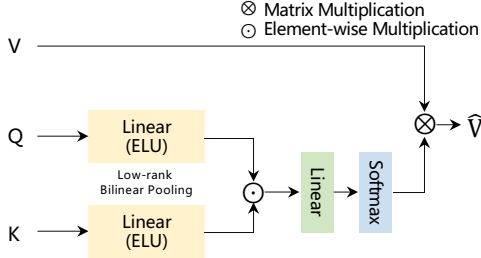 ⊗ Matrix Multiplication
⊙ Element-wise Multiplication
V
Q
Linear
(ELU)
Low-rank
Bilinear Pooling
K
Linear
(ELU)
Linear
Softmax
V̂